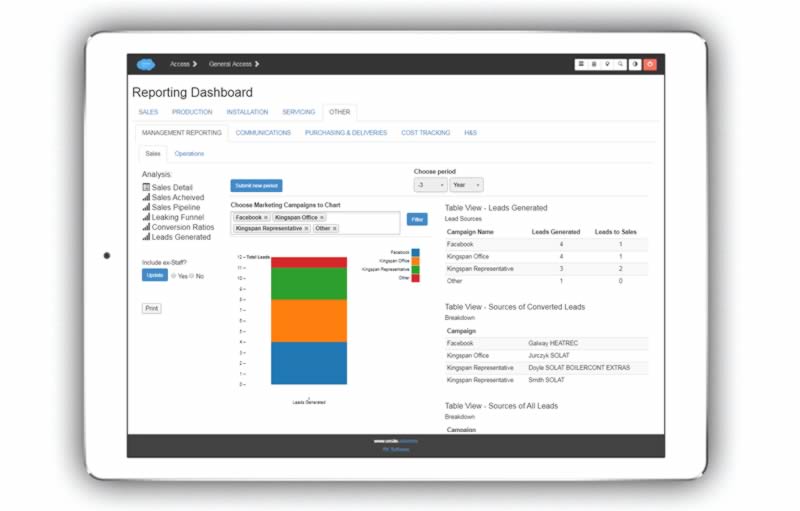 Access
General Access
Reporting Dashboard
SALES PRODUCTION INSTALLATION SERVICING OTHER
MANAGEMENT REPORTING COMMUNICATIONS PURCHASING & DELIVERIES COST TRACKING H&S
Sales Operations
Analysis:
Sales Detail
Sales Acheived
Sales Pipeline
Leaking Funnel
Conversion Ratios
Leads Generated
Include ex-Staff?
Update Yes No
Print
Submit new period
Choose period
-3 Year
Choose Marketing Campaigns to Chart
Facebook × Kingspan Office ×
Kingspan Representative × Other ×
Filter
Facebook
Kingspan Office
Kingspan Representative
Other
12 Total Leads
11
10
9
8
7
6
5
4
3
2
1
0
Leads Generated
Table View - Leads Generated
Lead Sources
Campaign Name Leads Generated Leads to Sales
Facebook 4 1
Kingspan Office 4 1
Kingspan Representative 3 2
Other 1 0
Table View - Sources of Converted Leads
Breakdown
Campaign
Facebook Galway HEATREC
Kingspan Office Jurczyk SOLAT
Kingspan Representative Doyle SOLAT BOILERCONT EXTRAS
Kingspan Representative Smith SOLAT
Table View - Sources of All Leads
Breakdown
Campaign